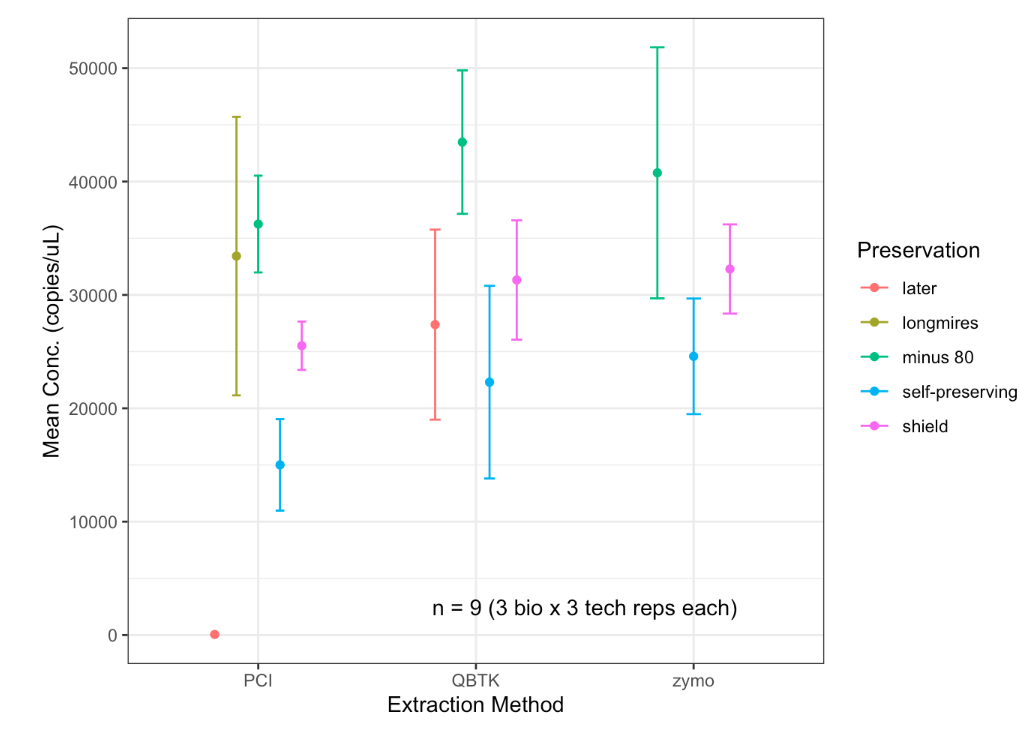 50000
40000
30000
20000
10000
0
Mean Conc. (copies/uL)
n = 9 (3 bio x 3 tech reps each)
PCI
QBTK
zymo
Extraction Method
Preservation
later
longmires
minus 80
self-preserving
shield